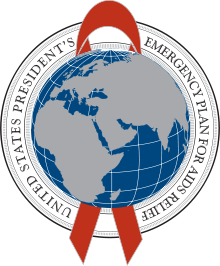 UNITED STATES PRESIDENT'S
EMERGENCY PLAN FOR AIDS RELIEF